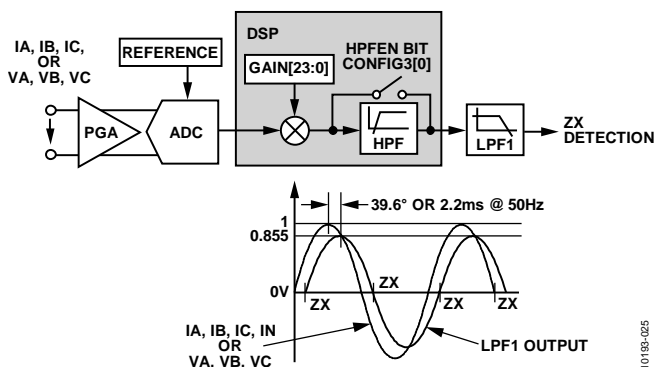 DSP
IA, IB, IC,
OR
VA, VB, VC
REFERENCE
GAIN[23:0]
HPFEN BIT
CONFIG3[0]
PGA
ADC
HPF
LPF1
ZX
DETECTION
39.6° OR 2.2ms @ 50Hz
1
0.855
0V
ZX
ZX
ZX
ZX
IA, IB, IC, IN
OR
VA, VB, VC
LPF1 OUTPUT
10193-025